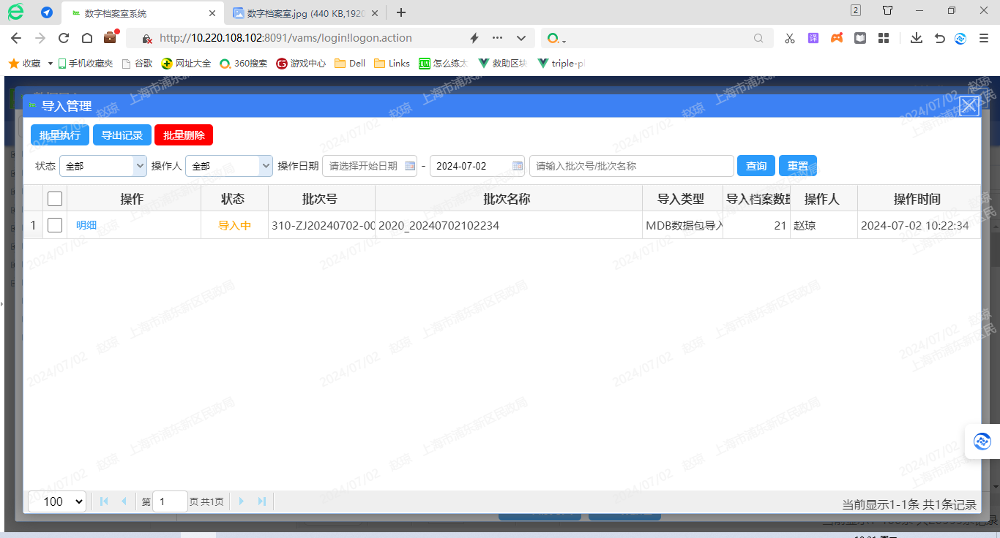 数字档案室系统
数字档案室.jpg (440 KB,1920
2
http://10.220.108.102:8091/vams/login!logon.action
收藏 手机收藏夹 谷歌 网址大全 360搜索 游戏中心 Dell Links 怎么练太 救助区块 triple-pl
导入管理
批量执行 导出记录 批量删除
状态 全部 操作人 全部 操作日期 请选择开始日期 - 2024-07-02 请输入批次号/批次名称 查询 重置
操作 状态 批次号 批次名称 导入类型 导入档案数量 操作人 操作时间
1 明细 导入中 310-ZJ20240702-00 2020_20240702102234 MDB数据包导入 21 赵琼 2024-07-02 10:22:34
上海市浦东新区民政局
赵琼
2024/07/02
100 第 1 页 共1页 当前显示1-1条 共1条记录